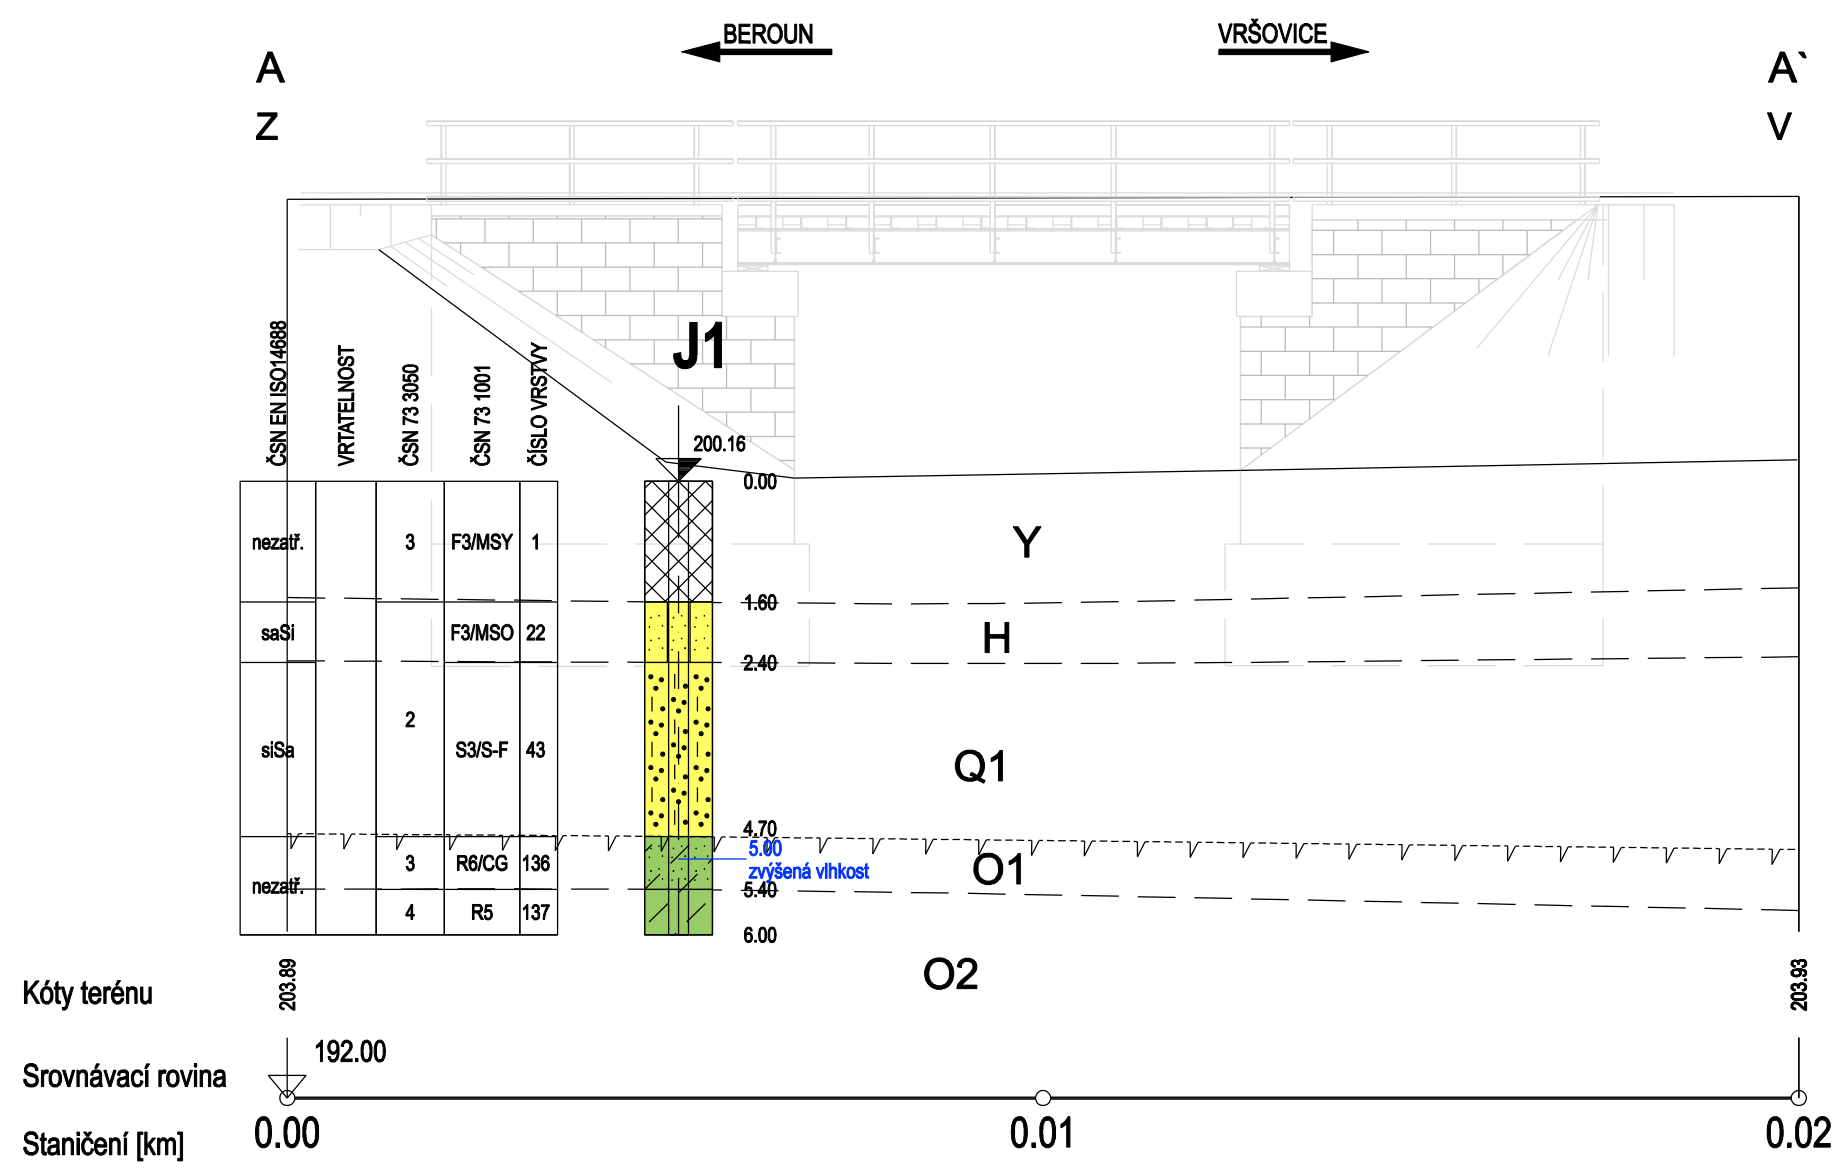 BEROUN
VRŠOVICE
A
A`
Z
V
J1
ČSN EN ISO14688
VRTATELNOST
ČSN 73 3050
ČSN 73 1001
ČÍSLO VRSTVY
200.16
0.00
nezatř.
3
F3/MSY
1
Y
1.60
saSi
F3/MSO
22
H
2.40
2
siSa
S3/S-F
43
Q1
4.70
5.00
zvýšená vlhkost
3
R6/CG
136
O1
nezatř.
5.40
4
R5
137
6.00
O2
Kóty terénu
203.89
203.93
192.00
Srovnávací rovina
0.00
0.01
0.02
Staničení [km]